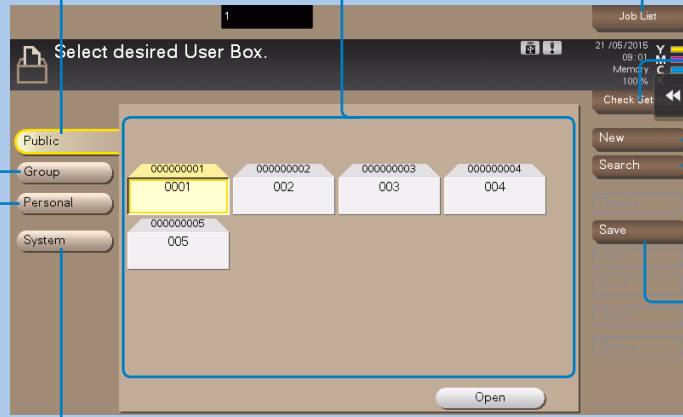 1
Job List
Select desired User Box.
21 /05/2015
09:01
Memory
100 %
Y
M
C
K
Check Set
Public
Group
Personal
System
000000001
0001
000000002
002
000000003
003
000000004
004
000000005
005
New
Search
Save
Open